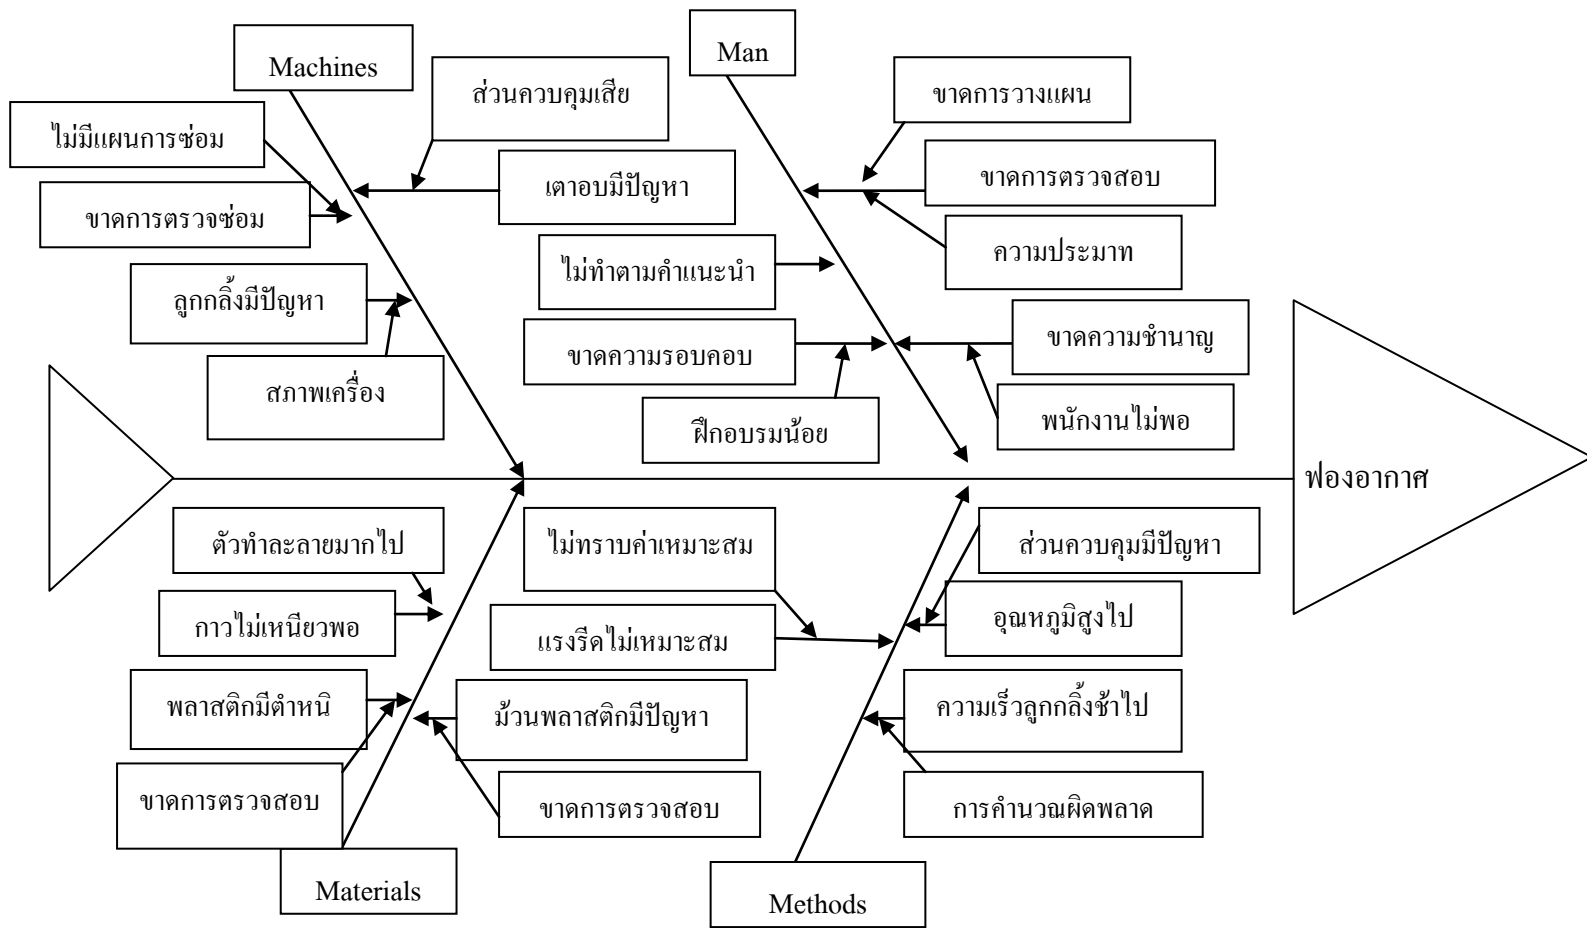 Machines
Man
ส่วนควบคุมเสีย
ขาดการวางแผน
ไม่มีแผนการซ่อม
เตาอบมีปัญหา
ขาดการตรวจสอบ
ขาดการตรวจซ่อม
ความประมาท
ไม่ทำตามคำแนะนำ
ลูกกลิ้งมีปัญหา
ขาดความรอบคอบ
ขาดความชำนาญ
สภาพเครื่อง
ฝึกอบรมน้อย
พนักงานไม่พอ
ฟองอากาศ
ตัวทำละลายมากไป
ไม่ทราบค่าเหมาะสม
ส่วนควบคุมมีปัญหา
กาวไม่เหนียวพอ
แรงรีดไม่เหมาะสม
อุณหภูมิสูงไป
พลาสติกมีตำหนิ
ม้วนพลาสติกมีปัญหา
ความเร็วลูกกลิ้งช้าไป
ขาดการตรวจสอบ
ขาดการตรวจสอบ
การคำนวณผิดพลาด
Materials
Methods